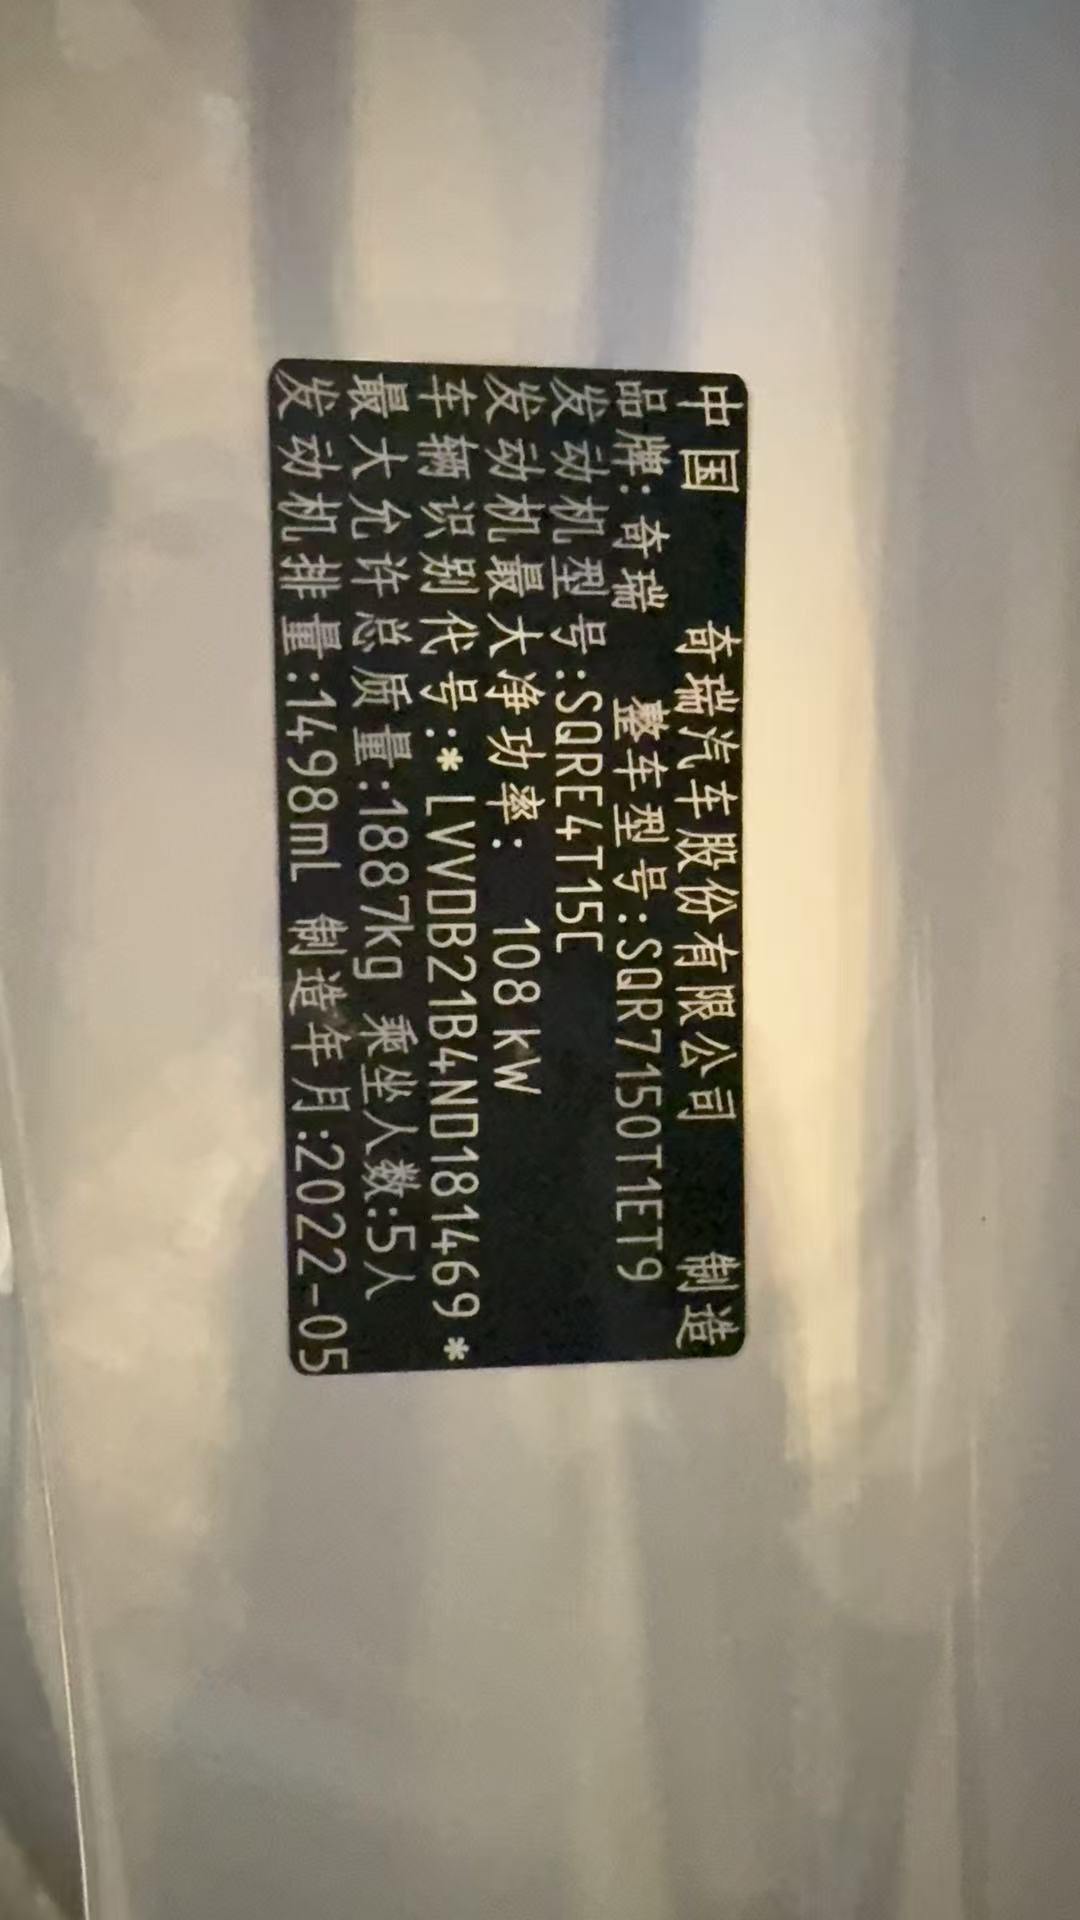 中国 奇瑞汽车股份有限公司 制造
品牌: 奇瑞 整车型号:SQR7150T1ET9
发动机型号:SQRE4T15C
发动机最大净功率: 108 kW
车辆识别代号:* LVVDB21B4ND181469 *
最大允许总质量:1887kg 乘坐人数:5人
发动机排量:1498mL 制造年月:2022-05